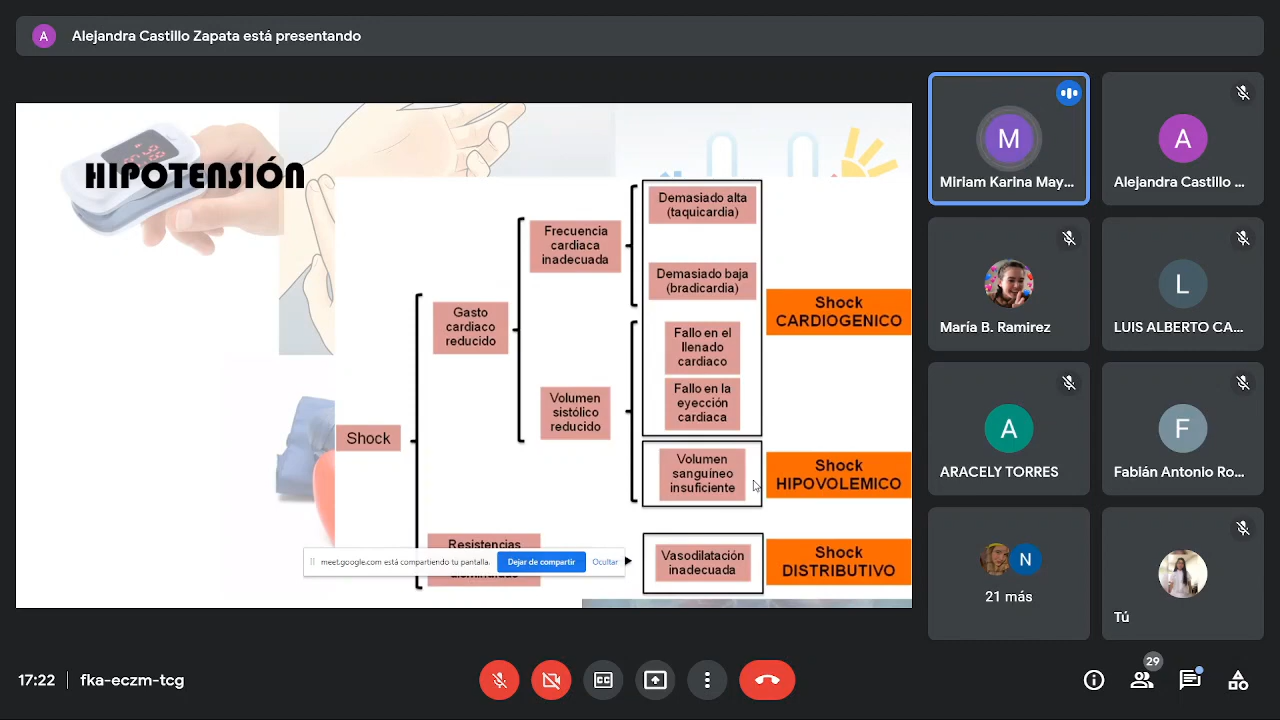 A
Alejandra Castillo Zapata está presentando
HIPOTENSIÓN
98
Shock
Gasto
cardiaco
reducido
Frecuencia
cardiaca
inadecuada
Demasiado alta
(taquicardia)
Demasiado baja
(bradicardia)
Volumen
sistólico
reducido
Fallo en el
llenado
cardiaco
Fallo en la
eyección
cardiaca
Shock
CARDIOGENICO
Volumen
sanguíneo
insuficiente
Shock
HIPOVOLEMICO
Resistencias
Vasodilatación
inadecuada
Shock
DISTRIBUTIVO
meet.google.com está compartiendo tu pantalla.
Dejar de compartir
Ocultar
M
Miriam Karina May...
A
Alejandra Castillo ...
María B. Ramirez
L
LUIS ALBERTO CA...
A
ARACELY TORRES
F
Fabián Antonio Ro...
N
21 más
Tú
17:22
fka-eczm-tcg
29